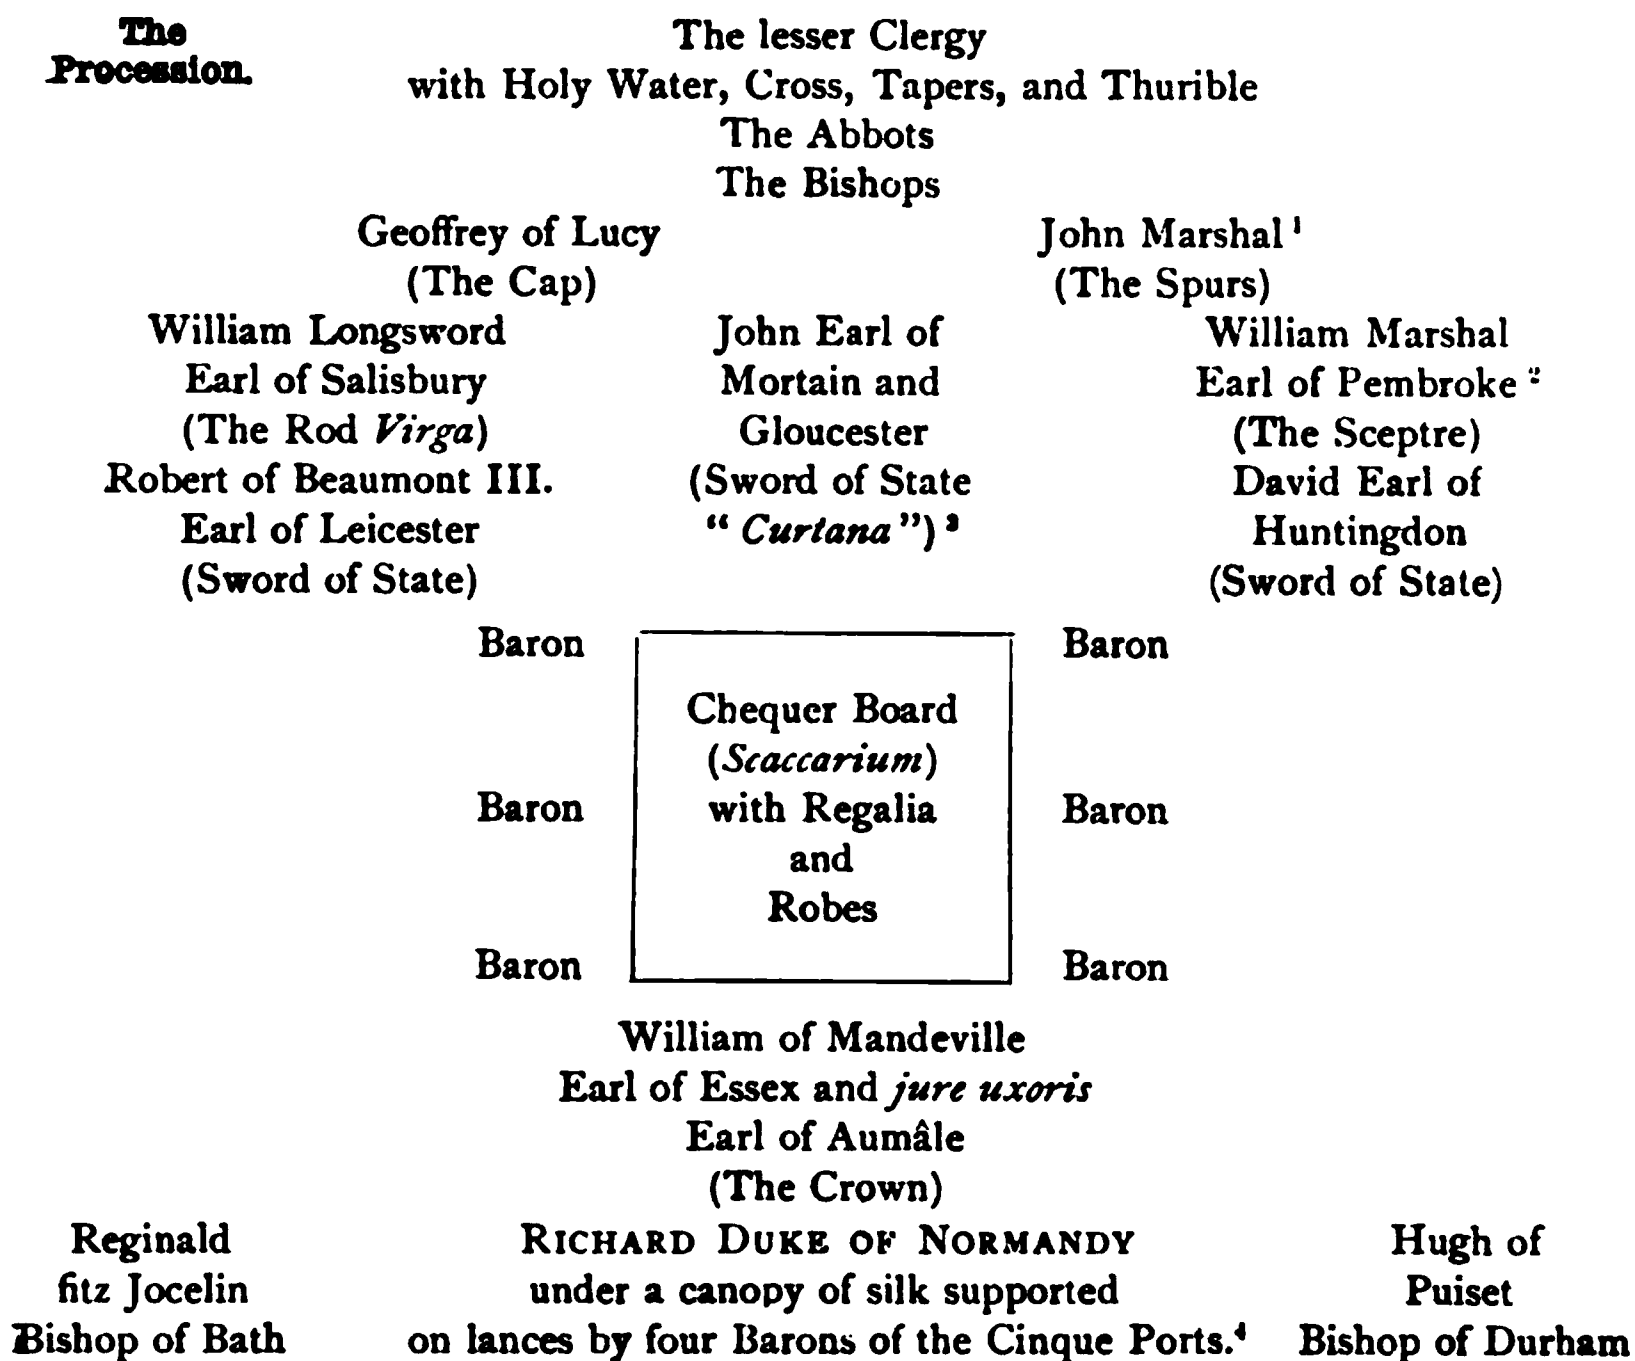 The
Procession.
The lesser Clergy
with Holy Water, Cross, Tapers, and Thurible
The Abbots
The Bishops
Geoffrey of Lucy
(The Cap)
John Marshal ¹
(The Spurs)
William Longsword
Earl of Salisbury
(The Rod Virga)
Robert of Beaumont III.
Earl of Leicester
(Sword of State)
John Earl of
Mortain and
Gloucester
(Sword of State
“ Curtana ”) ³
William Marshal
Earl of Pembroke ²
(The Sceptre)
David Earl of
Huntingdon
(Sword of State)
Baron
Baron
Baron
Chequer Board
(Scaccarium)
with Regalia
and
Robes
Baron
Baron
Baron
William of Mandeville
Earl of Essex and jure uxoris
Earl of Aumâle
(The Crown)
Reginald
fitz Jocelin
Bishop of Bath
RICHARD DUKE OF NORMANDY
under a canopy of silk supported
on lances by four Barons of the Cinque Ports.⁴
Hugh of
Puiset
Bishop of Durham